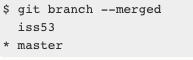 $ git branch --merged
  iss53
* master